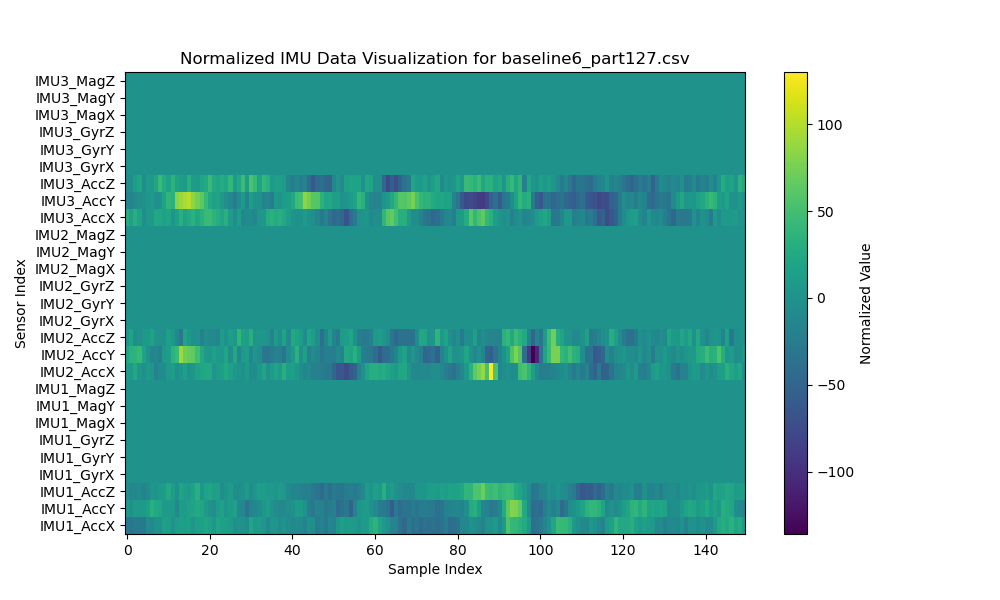 Normalized IMU Data Visualization for baseline6_part127.csv
IMU3_MagZ
IMU3_MagY
IMU3_MagX
IMU3_GyrZ
IMU3_GyrY
IMU3_GyrX
IMU3_AccZ
IMU3_AccY
IMU3_AccX
IMU2_MagZ
IMU2_MagY
IMU2_MagX
IMU2_GyrZ
IMU2_GyrY
IMU2_GyrX
IMU2_AccZ
IMU2_AccY
IMU2_AccX
IMU1_MagZ
IMU1_MagY
IMU1_MagX
IMU1_GyrZ
IMU1_GyrY
IMU1_GyrX
IMU1_AccZ
IMU1_AccY
IMU1_AccX
Sensor Index
0 20 40 60 80 100 120 140
Sample Index
100
50
0
−50
−100
Normalized Value